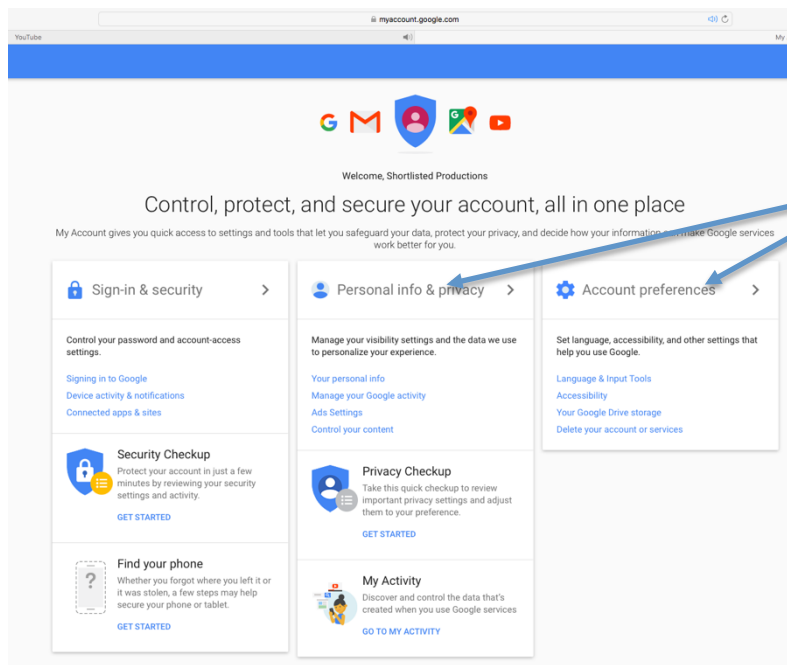 myaccount.google.com
YouTube
My
Welcome, Shortlisted Productions
Control, protect, and secure your account, all in one place
My Account gives you quick access to settings and tools that let you safeguard your data, protect your privacy, and decide how your information can make Google services
work better for you.
Sign-in & security
Control your password and account-access
settings.
Signing in to Google
Device activity & notifications
Connected apps & sites
Security Checkup
Protect your account in just a few
minutes by reviewing your security
settings and activity.
GET STARTED
Find your phone
Whether you forgot where you left it or
it was stolen, a few steps may help
secure your phone or tablet.
GET STARTED
Personal info & privacy
Manage your visibility settings and the data we use
to personalize your experience.
Your personal info
Manage your Google activity
Ads Settings
Control your content
Privacy Checkup
Take this quick checkup to review
important privacy settings and adjust
them to your preference.
GET STARTED
My Activity
Discover and control the data that's
created when you use Google services
GO TO MY ACTIVITY
Account preferences
Set language, accessibility, and other settings that
help you use Google.
Language & Input Tools
Accessibility
Your Google Drive storage
Delete your account or services